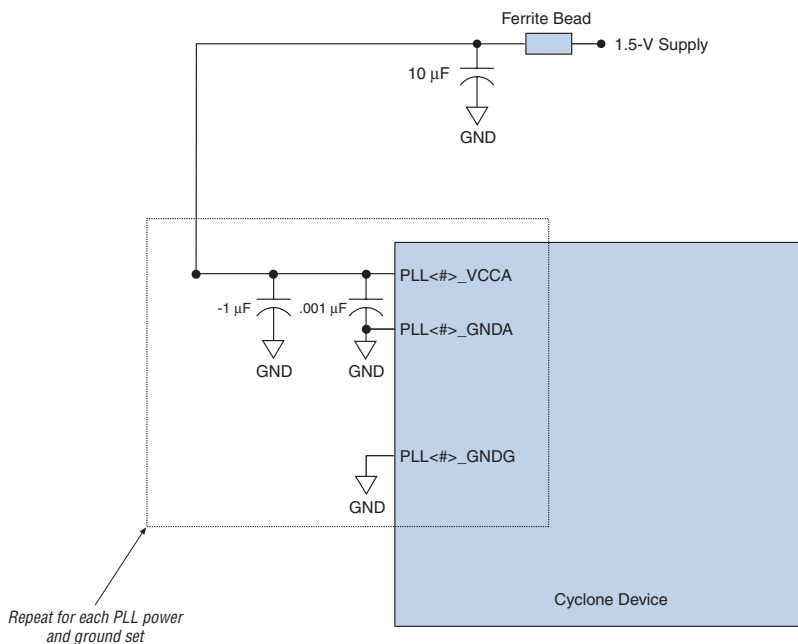 Ferrite Bead
1.5-V Supply
10 µF
GND
PLL<#>_VCCA
-1 µF
.001 µF
PLL<#>_GNDA
GND
GND
PLL<#>_GNDG
GND
Cyclone Device
Repeat for each PLL power
and ground set